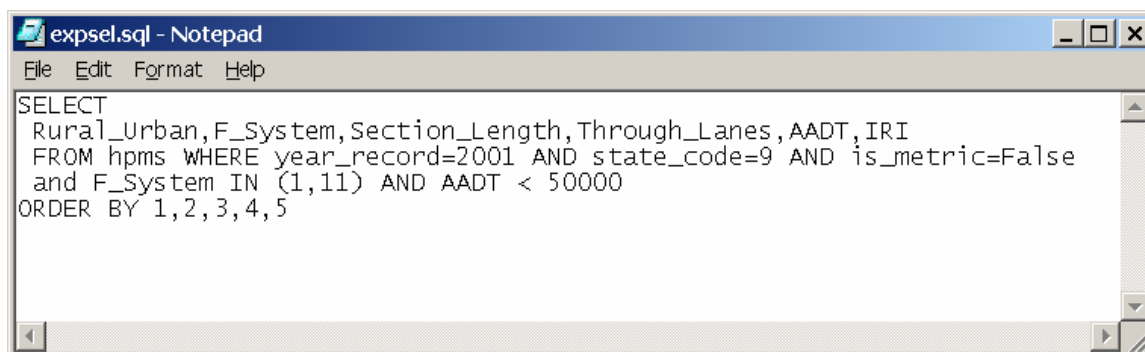 expsel.sql - Notepad
File Edit Format Help
SELECT
Rural_Urban,F_System,Section_Length,Through_Lanes,AADT,IRI
FROM hpms WHERE year_record=2001 AND state_code=9 AND is_metric=False
and F_System IN (1,11) AND AADT < 50000
ORDER BY 1,2,3,4,5